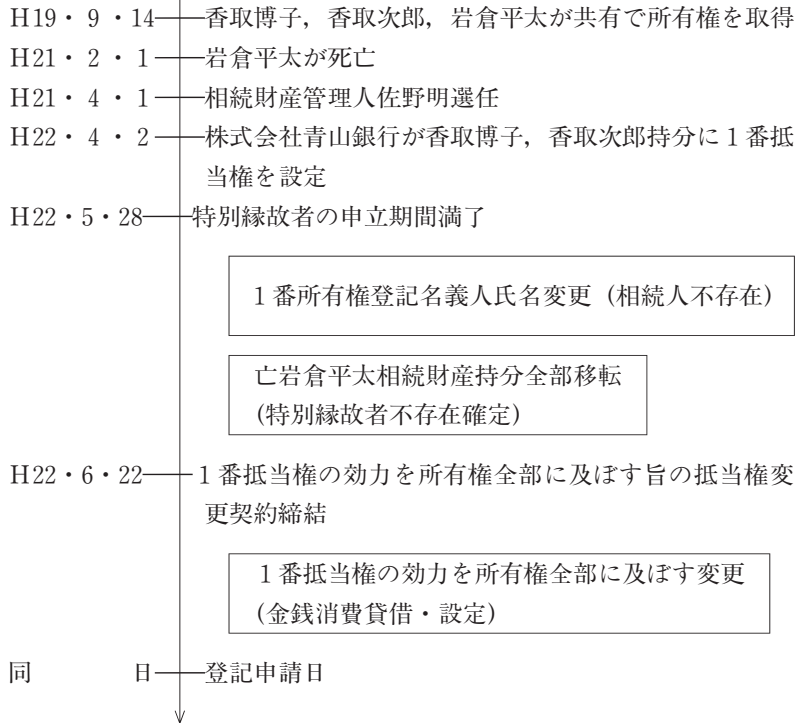 H19・9・14―香取博子，香取次郎，岩倉平太が共有で所有権を取得
H21・2・1―岩倉平太が死亡
H21・4・1―相続財産管理人佐野明選任
H22・4・2―株式会社青山銀行が香取博子，香取次郎持分に１番抵
当権を設定
H22・5・28―特別縁故者の申立期間満了
１番所有権登記名義人氏名変更（相続人不存在）
亡岩倉平太相続財産持分全部移転
（特別縁故者不存在確定）
H22・6・22―１番抵当権の効力を所有権全部に及ぼす旨の抵当権変
更契約締結
１番抵当権の効力を所有権全部に及ぼす変更
（金銭消費貸借・設定）
同　　　日―登記申請日